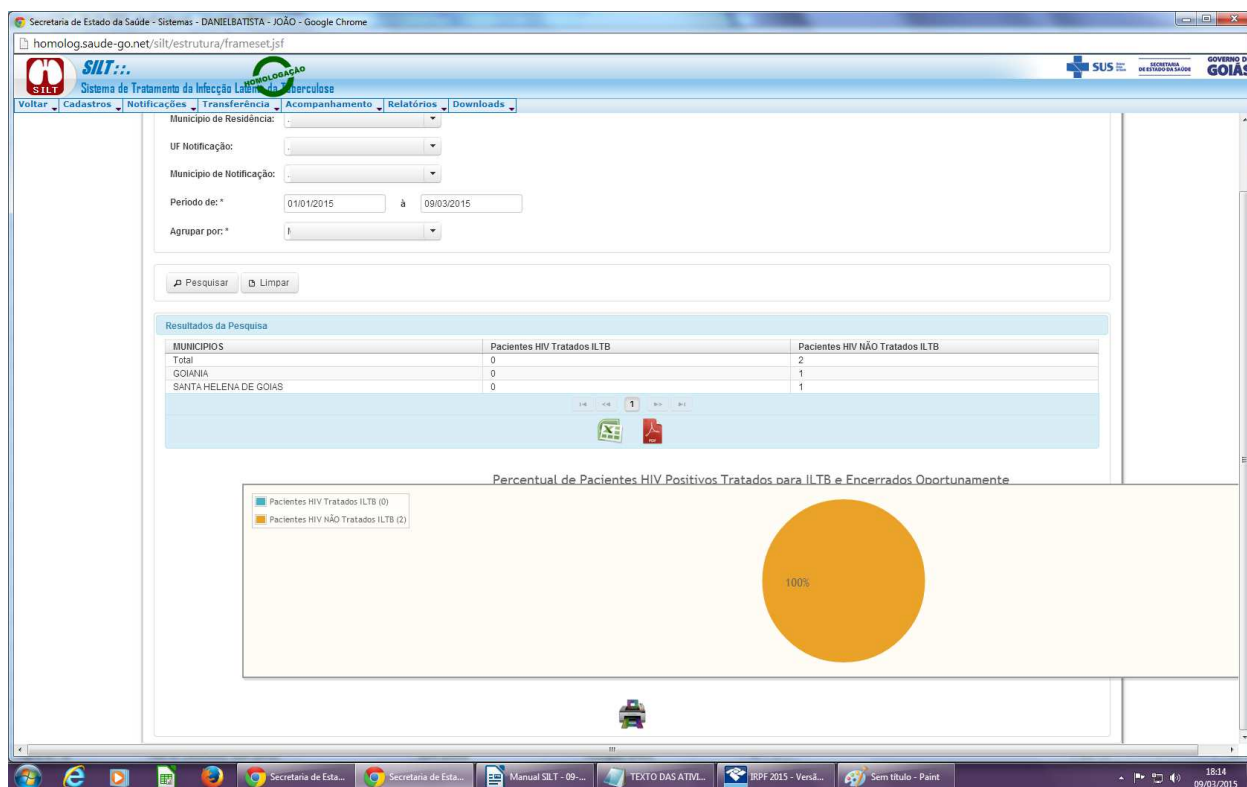 Secretaria de Estado da Saúde - Sistemas - DANIELBATISTA - JOÃO - Google Chrome
homolog.saude-go.net/silt/estrutura/frameset.jsf
SILT
SILT:::.
HOMOLOGAÇÃO
Sistema de Tratamento da Infecção Latente da Tuberculose
SUS
SECRETARIA DE ESTADO DA SAÚDE
GOVERNO D
GOIÁS
Voltar Cadastros Notificações Transferência Acompanhamento Relatórios Downloads
Município de Residência: .
UF Notificação: .
Município de Notificação: .
Período de: * 01/01/2015 à 09/03/2015
Agrupar por: *
Pesquisar Limpar
Resultados da Pesquisa
MUNICIPIOS Pacientes HIV Tratados ILTB Pacientes HIV NÃO Tratados ILTB
Total 0 2
GOIANIA 0 1
SANTA HELENA DE GOIAS 0 1
1
PDF
Percentual de Pacientes HIV Positivos Tratados para ILTB e Encerrados Oportunamente
Pacientes HIV Tratados ILTB (0)
Pacientes HIV NÃO Tratados ILTB (2)
100%
Secretaria de Esta... Secretaria de Esta... Manual SILT - 09-... TEXTO DAS ATIVI... IRPF 2015 - Versã... Sem título - Paint
18:14
09/03/2015